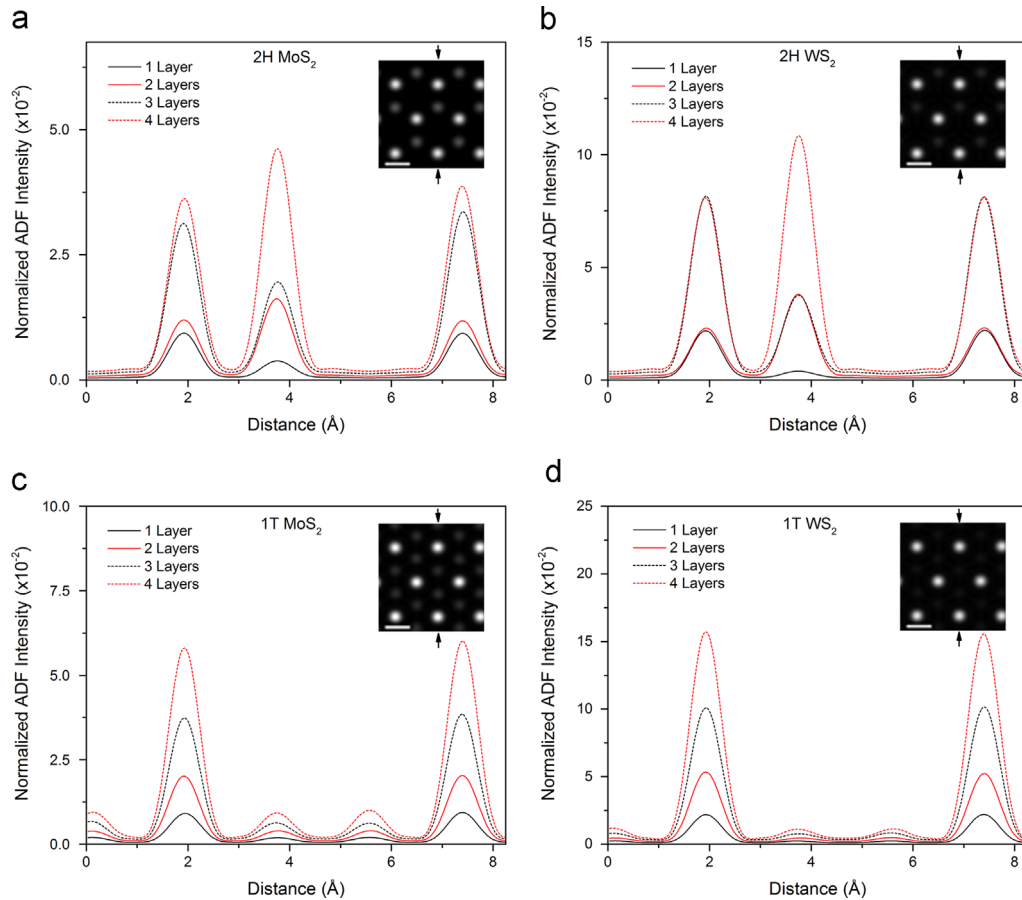 a
2H MoS2
1 Layer
2 Layers
3 Layers
4 Layers
Normalized ADF Intensity (x10-2)
5.0
2.5
0.0
0 2 4 6 8
Distance (Å)
b
2H WS2
1 Layer
2 Layers
3 Layers
4 Layers
Normalized ADF Intensity (x10-2)
15
10
5
0
0 2 4 6 8
Distance (Å)
c
1T MoS2
1 Layer
2 Layers
3 Layers
4 Layers
Normalized ADF Intensity (x10-2)
10.0
7.5
5.0
2.5
0.0
0 2 4 6 8
Distance (Å)
d
1T WS2
1 Layer
2 Layers
3 Layers
4 Layers
Normalized ADF Intensity (x10-2)
25
20
15
10
5
0
0 2 4 6 8
Distance (Å)